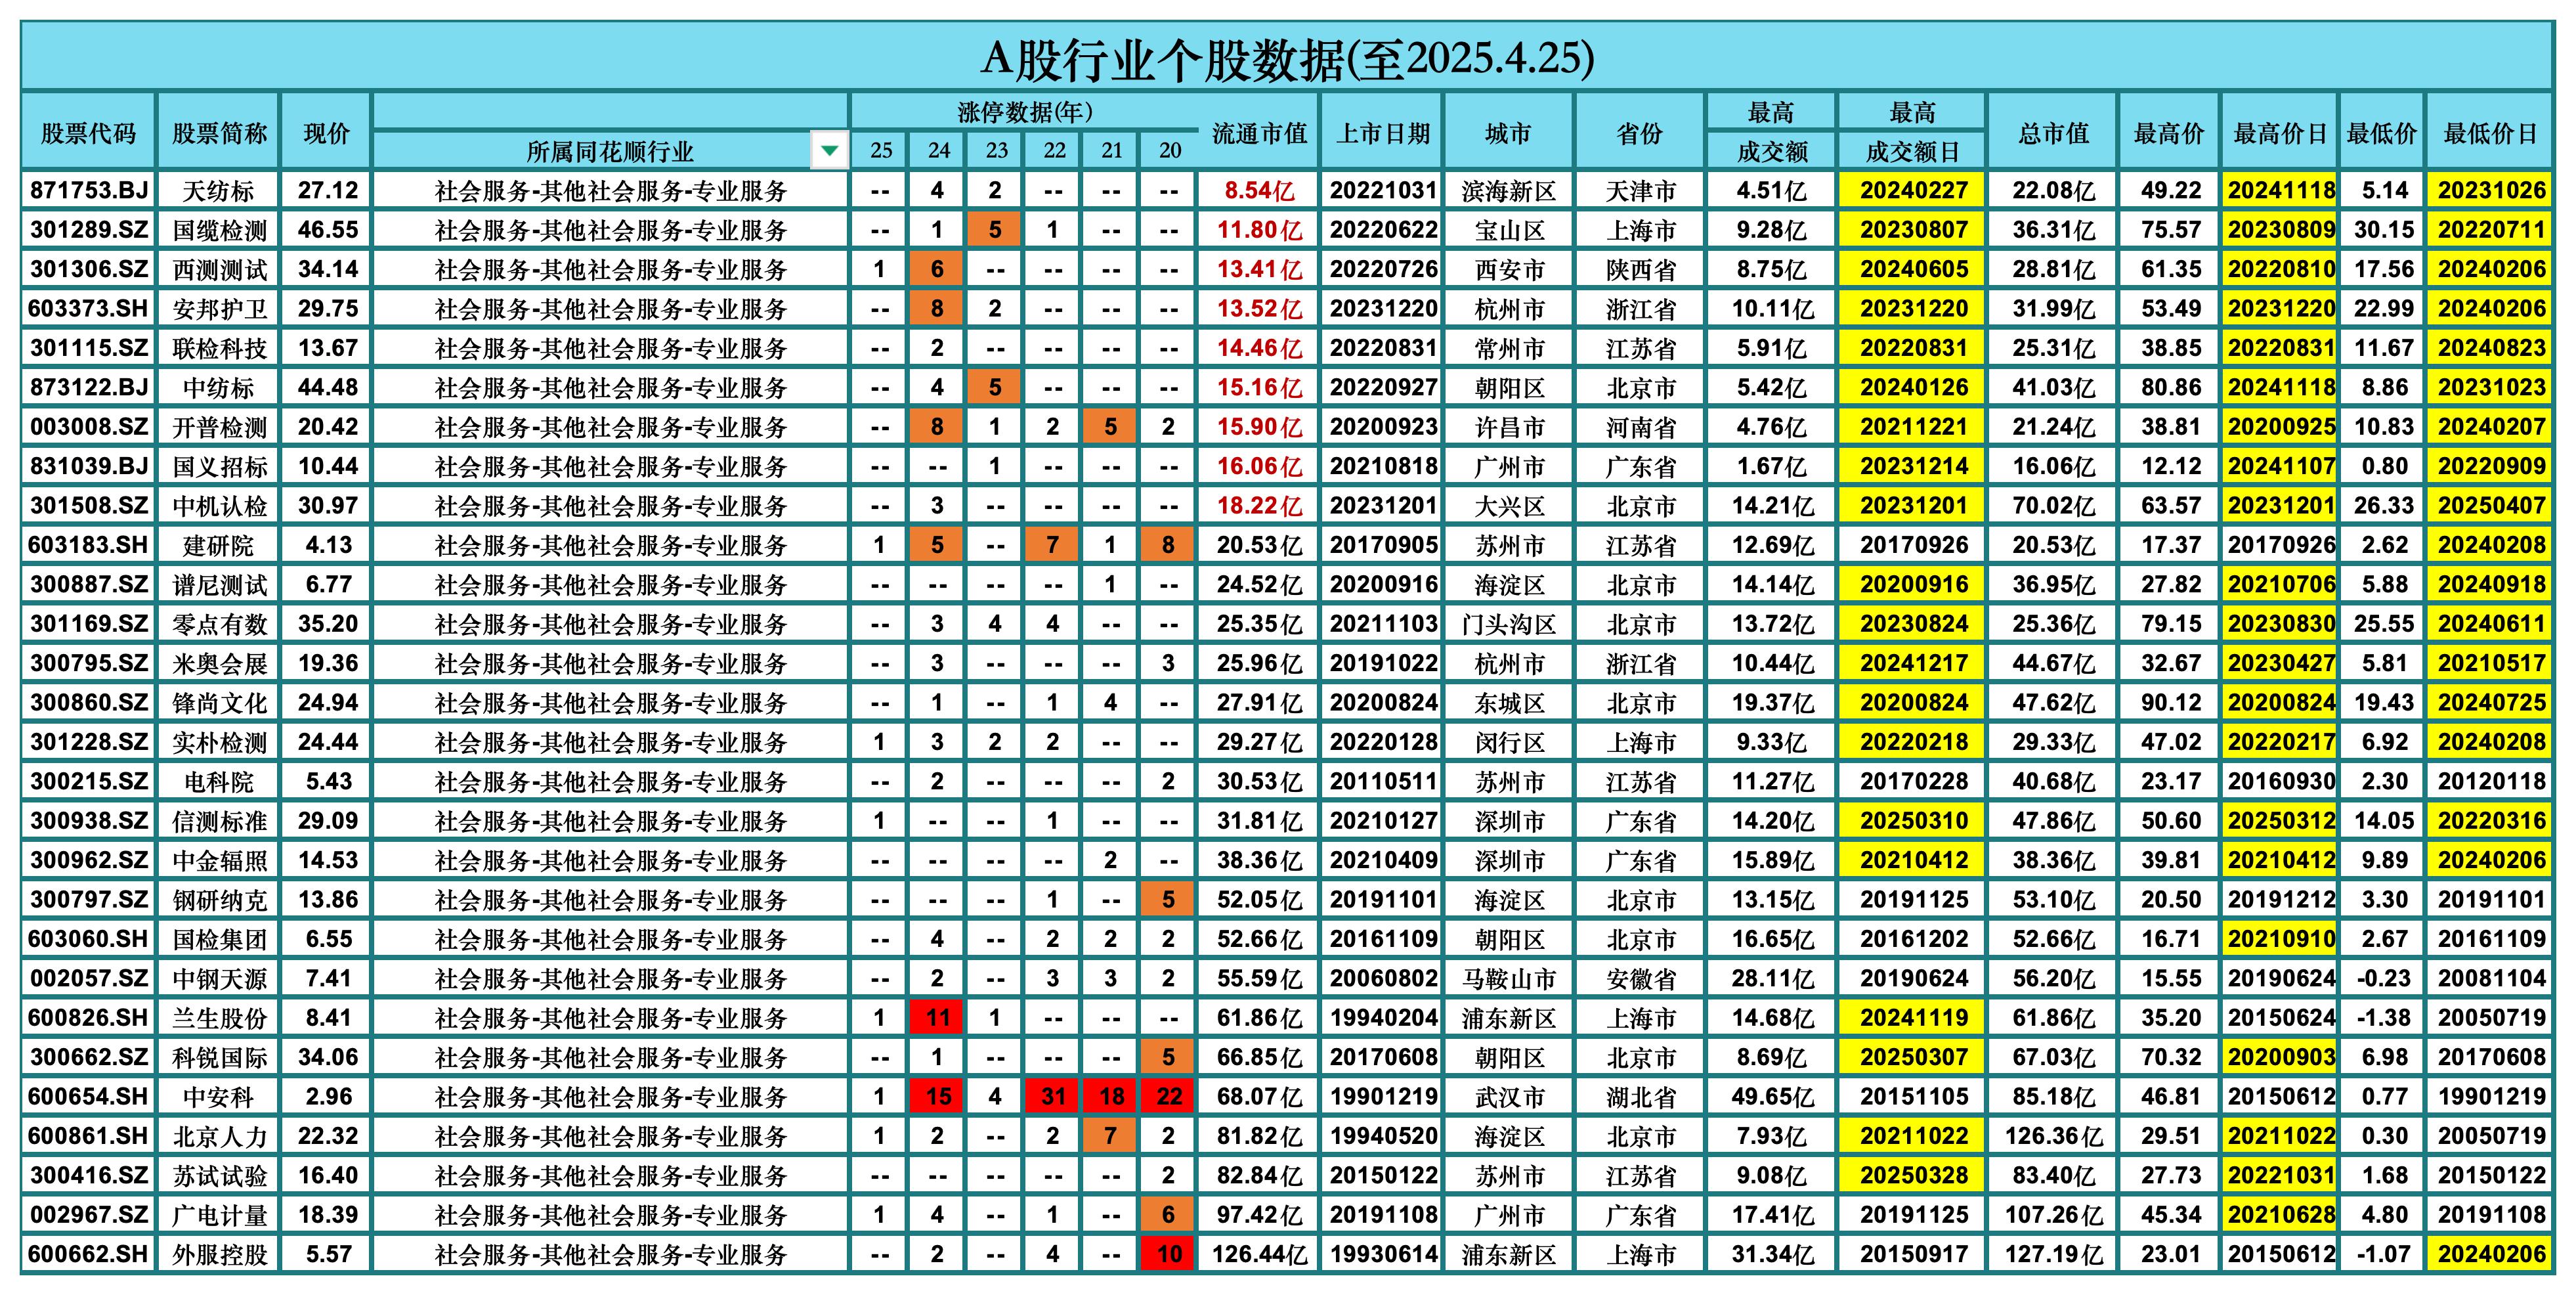 A股行业个股数据(至2025.4.25)
股票代码 股票简称 现价 所属同花顺行业 涨停数据(年) 25 24 23 22 21 20 流通市值 上市日期 城市 省份 最高成交额 最高成交额日 总市值 最高价 最高价日 最低价 最低价日
871753.BJ 天纺标 27.12 社会服务-其他社会服务-专业服务 -- 4 2 -- -- -- 8.54亿 20221031 滨海新区 天津市 4.51亿 20240227 22.08亿 49.22 20241118 5.14 20231026
301289.SZ 国缆检测 46.55 社会服务-其他社会服务-专业服务 -- 1 5 1 -- -- 11.80亿 20220622 宝山区 上海市 9.28亿 20230807 36.31亿 75.57 20230809 30.15 20220711
301306.SZ 西测测试 34.14 社会服务-其他社会服务-专业服务 1 6 -- -- -- -- 13.41亿 20220726 西安市 陕西省 8.75亿 20240605 28.81亿 61.35 20220810 17.56 20240206
603373.SH 安邦护卫 29.75 社会服务-其他社会服务-专业服务 -- 8 2 -- -- -- 13.52亿 20231220 杭州市 浙江省 10.11亿 20231220 31.99亿 53.49 20231220 22.99 20240206
301115.SZ 联检科技 13.67 社会服务-其他社会服务-专业服务 -- 2 -- -- -- -- 14.46亿 20220831 常州市 江苏省 5.91亿 20220831 25.31亿 38.85 20220831 11.67 20240823
873122.BJ 中纺标 44.48 社会服务-其他社会服务-专业服务 -- 4 5 -- -- -- 15.16亿 20220927 朝阳区 北京市 5.42亿 20240126 41.03亿 80.86 20241118 8.86 20231023
003008.SZ 开普检测 20.42 社会服务-其他社会服务-专业服务 -- 8 1 2 5 2 15.90亿 20200923 许昌市 河南省 4.76亿 20211221 21.24亿 38.81 20200925 10.83 20240207
831039.BJ 国义招标 10.44 社会服务-其他社会服务-专业服务 -- -- 1 -- -- -- 16.06亿 20210818 广州市 广东省 1.67亿 20231214 16.06亿 12.12 20241107 0.80 20220909
301508.SZ 中机认检 30.97 社会服务-其他社会服务-专业服务 -- 3 -- -- -- -- 18.22亿 20231201 大兴区 北京市 14.21亿 20231201 70.02亿 63.57 20231201 26.33 20250407
603183.SH 建研院 4.13 社会服务-其他社会服务-专业服务 1 5 -- 7 1 8 20.53亿 20170905 苏州市 江苏省 12.69亿 20170926 20.53亿 17.37 20170926 2.62 20240208
300887.SZ 谱尼测试 6.77 社会服务-其他社会服务-专业服务 -- -- -- -- 1 -- 24.52亿 20200916 海淀区 北京市 14.14亿 20200916 36.95亿 27.82 20210706 5.88 20240918
301169.SZ 零点有数 35.20 社会服务-其他社会服务-专业服务 -- 3 4 4 -- -- 25.35亿 20211103 门头沟区 北京市 13.72亿 20230824 25.36亿 79.15 20230830 25.55 20240611
300795.SZ 米奥会展 19.36 社会服务-其他社会服务-专业服务 -- 3 -- -- -- 3 25.96亿 20191022 杭州市 浙江省 10.44亿 20241217 44.67亿 32.67 20230427 5.81 20210517
300860.SZ 锋尚文化 24.94 社会服务-其他社会服务-专业服务 -- 1 -- 1 4 -- 27.91亿 20200824 东城区 北京市 19.37亿 20200824 47.62亿 90.12 20200824 19.43 20240725
301228.SZ 实朴检测 24.44 社会服务-其他社会服务-专业服务 1 3 2 2 -- -- 29.27亿 20220128 闵行区 上海市 9.33亿 20220218 29.33亿 47.02 20220217 6.92 20240208
300215.SZ 电科院 5.43 社会服务-其他社会服务-专业服务 -- 2 -- -- -- 2 30.53亿 20110511 苏州市 江苏省 11.27亿 20170228 40.68亿 23.17 20160930 2.30 20120118
300938.SZ 信测标准 29.09 社会服务-其他社会服务-专业服务 1 -- -- 1 -- -- 31.81亿 20210127 深圳市 广东省 14.20亿 20250310 47.86亿 50.60 20250312 14.05 20220316
300962.SZ 中金辐照 14.53 社会服务-其他社会服务-专业服务 -- -- -- -- 2 -- 38.36亿 20210409 深圳市 广东省 15.89亿 20210412 38.36亿 39.81 20210412 9.89 20240206
300797.SZ 钢研纳克 13.86 社会服务-其他社会服务-专业服务 -- -- -- 1 -- 5 52.05亿 20191101 海淀区 北京市 13.15亿 20191125 53.10亿 20.50 20191212 3.30 20191101
603060.SH 国检集团 6.55 社会服务-其他社会服务-专业服务 -- 4 -- 2 2 2 52.66亿 20161109 朝阳区 北京市 16.65亿 20161202 52.66亿 16.71 20210910 2.67 20161109
002057.SZ 中钢天源 7.41 社会服务-其他社会服务-专业服务 -- 2 -- 3 3 2 55.59亿 20060802 马鞍山市 安徽省 28.11亿 20190624 56.20亿 15.55 20190624 -0.23 20081104
600826.SH 兰生股份 8.41 社会服务-其他社会服务-专业服务 1 11 1 -- -- -- 61.86亿 19940204 浦东新区 上海市 14.68亿 20241119 61.86亿 35.20 20150624 -1.38 20050719
300662.SZ 科锐国际 34.06 社会服务-其他社会服务-专业服务 -- 1 -- -- -- 5 66.85亿 20170608 朝阳区 北京市 8.69亿 20250307 67.03亿 70.32 20200903 6.98 20170608
600654.SH 中安科 2.96 社会服务-其他社会服务-专业服务 1 15 4 31 18 22 68.07亿 19901219 武汉市 湖北省 49.65亿 20151105 85.18亿 46.81 20150612 0.77 19901219
600861.SH 北京人力 22.32 社会服务-其他社会服务-专业服务 1 2 -- 2 7 2 81.82亿 19940520 海淀区 北京市 7.93亿 20211022 126.36亿 29.51 20211022 0.30 20050719
300416.SZ 苏试试验 16.40 社会服务-其他社会服务-专业服务 -- -- -- -- -- 2 82.84亿 20150122 苏州市 江苏省 9.08亿 20250328 83.40亿 27.73 20221031 1.68 20150122
002967.SZ 广电计量 18.39 社会服务-其他社会服务-专业服务 1 4 -- 1 -- 6 97.42亿 20191108 广州市 广东省 17.41亿 20191125 107.26亿 45.34 20210628 4.80 20191108
600662.SH 外服控股 5.57 社会服务-其他社会服务-专业服务 -- 2 -- 4 -- 10 126.44亿 19930614 浦东新区 上海市 31.34亿 20150917 127.19亿 23.01 20150612 -1.07 20240206